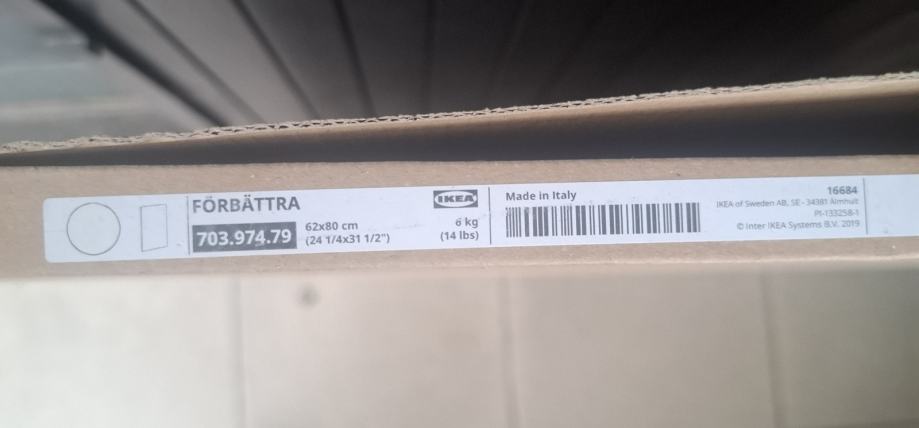 FÖRBÄTTRA
703.974.79
62x80 cm
(24 1/4x31 1/2")
IKEA
6 kg
(14 lbs)
Made in Italy
16684
IKEA of Sweden AB, SE - 34381 Älmhult
PI-133258-1
© Inter IKEA Systems B.V. 2019